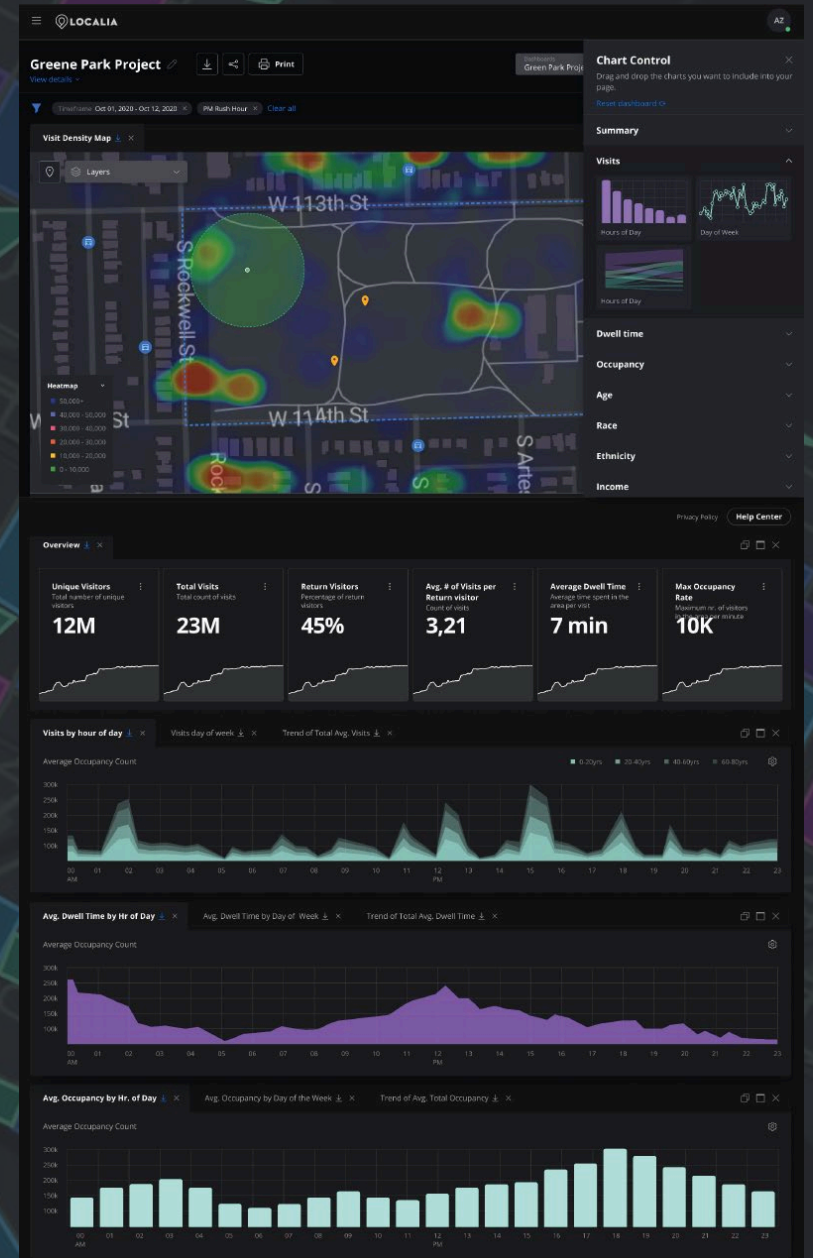 LOCALIA
AZ
Greene Park Project
Print
View details
Dashboards
Green Park Proje
Timeframe Oct 01, 2020 - Oct 12, 2020
PM Rush Hour
Clear all
Visit Density Map
Layers
W 113th St
S Rockwell St
W 114th St
St
W
Rock
S
S
S Artes
Heatmap
50,000+
40,000 - 50,000
30,000 - 40,000
20,000 - 30,000
10,000 - 20,000
0 - 10,000
Chart Control
Drag and drop the charts you want to include into your
page.
Reset dashboard
Summary
Visits
Hours of Day
Day of Week
Hours of Day
Dwell time
Occupancy
Age
Race
Ethnicity
Income
Privacy Policy
Help Center
Overview
Unique Visitors
Total number of unique
visitors
12M
Total Visits
Total count of visits
23M
Return Visitors
Percentage of return
visitors
45%
Avg. # of Visits per
Return visitor
Count of visits
3,21
Average Dwell Time
Average time spent in the
area per visit
7 min
Max Occupancy
Rate
Maximum nr. of visitors
in the area per minute
10K
Visits by hour of day
Visits day of week
Trend of Total Avg. Visits
Average Occupancy Count
0-20yrs
20-40yrs
40-60yrs
60-80yrs
300k
250k
200k
150k
100k
00 01 02 03 04 05 06 07 08 09 10 11 12 13 14 15 16 17 18 19 20 21 22 23
AM PM
Avg. Dwell Time by Hr of Day
Avg. Dwell Time by Day of Week
Trend of Total Avg. Dwell Time
Average Occupancy Count
300k
250k
200k
150k
100k
00 01 02 03 04 05 06 07 08 09 10 11 12 13 14 15 16 17 18 19 20 21 22 23
AM PM
Avg. Occupancy by Hr. of Day
Avg. Occupancy by Day of the Week
Trend of Avg. Total Occupancy
Average Occupancy Count
300k
250k
200k
150k
100k
00 01 02 03 04 05 06 07 08 09 10 11 12 13 14 15 16 17 18 19 20 21 22 23
AM PM